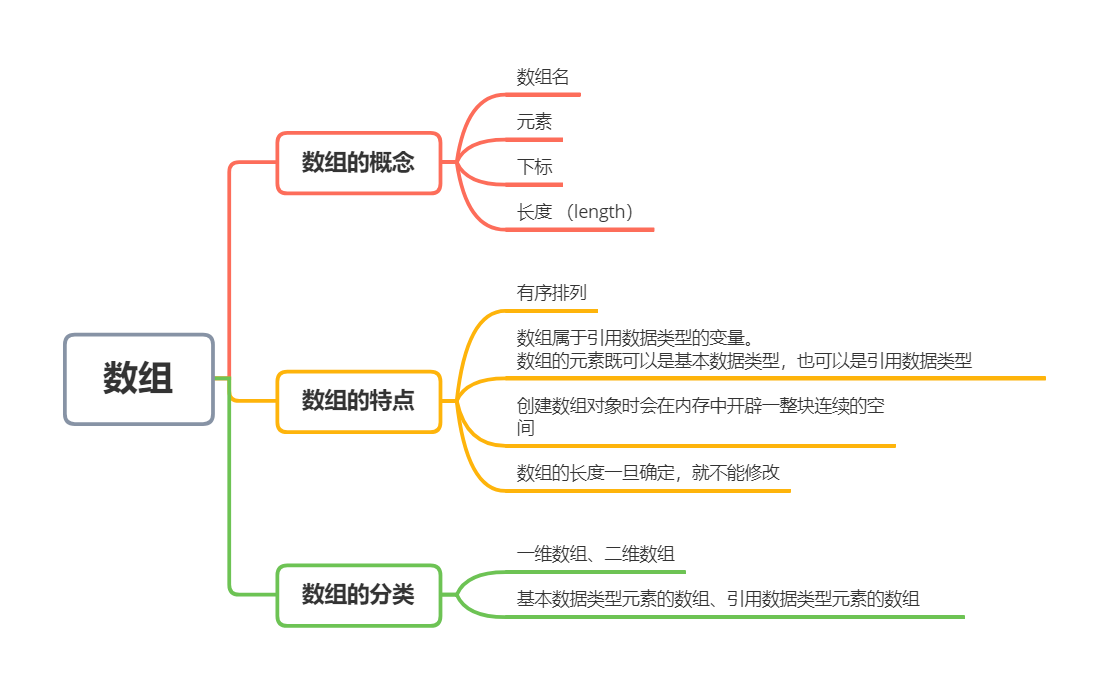 数组
数组的概念
数组名
元素
下标
长度 （length）
数组的特点
有序排列
数组属于引用数据类型的变量。
数组的元素既可以是基本数据类型，也可以是引用数据类型
创建数组对象时会在内存中开辟一整块连续的空
间
数组的长度一旦确定，就不能修改
数组的分类
一维数组、二维数组
基本数据类型元素的数组、引用数据类型元素的数组